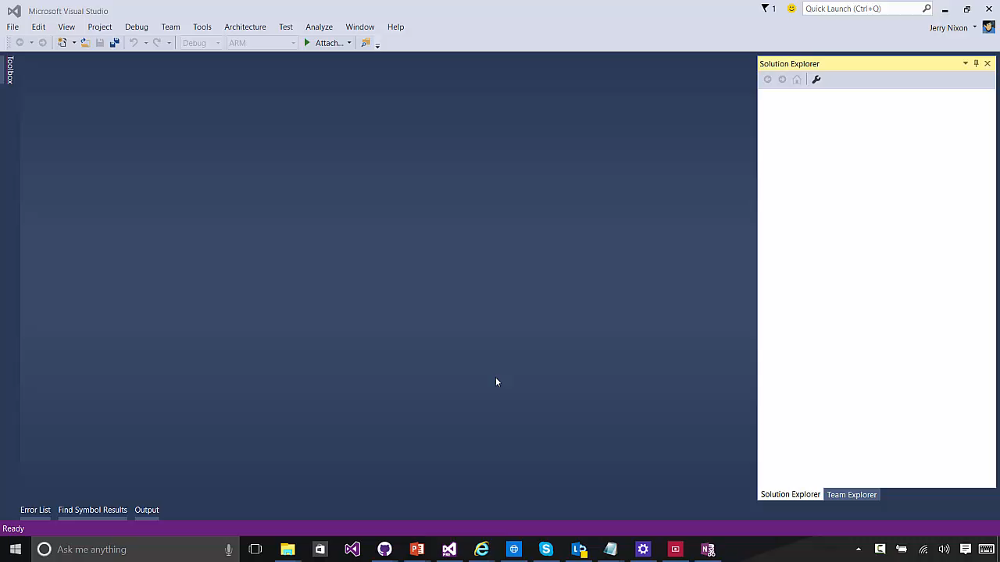 Microsoft Visual Studio
1
Quick Launch (Ctrl+Q)
File Edit View Project Debug Team Tools Architecture Test Analyze Window Help
Jerry Nixon
Debug ARM Attach...
Toolbox
Solution Explorer
Solution Explorer Team Explorer
Error List Find Symbol Results Output
Ready
Ask me anything